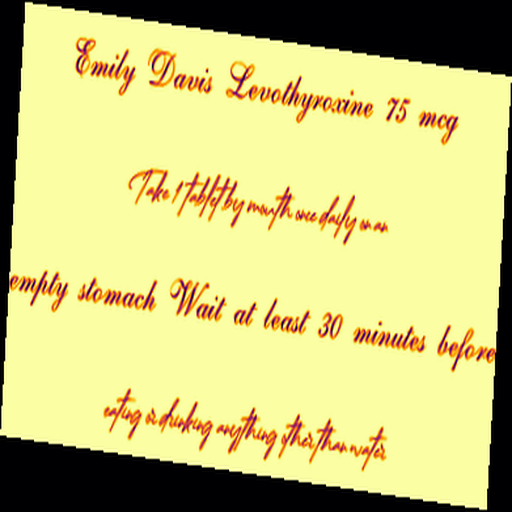 Emily Davis Levothyroxine 75 mcg
Take 1 tablet by mouth once daily on an
empty stomach Wait at least 30 minutes before
eating or drinking anything other than water